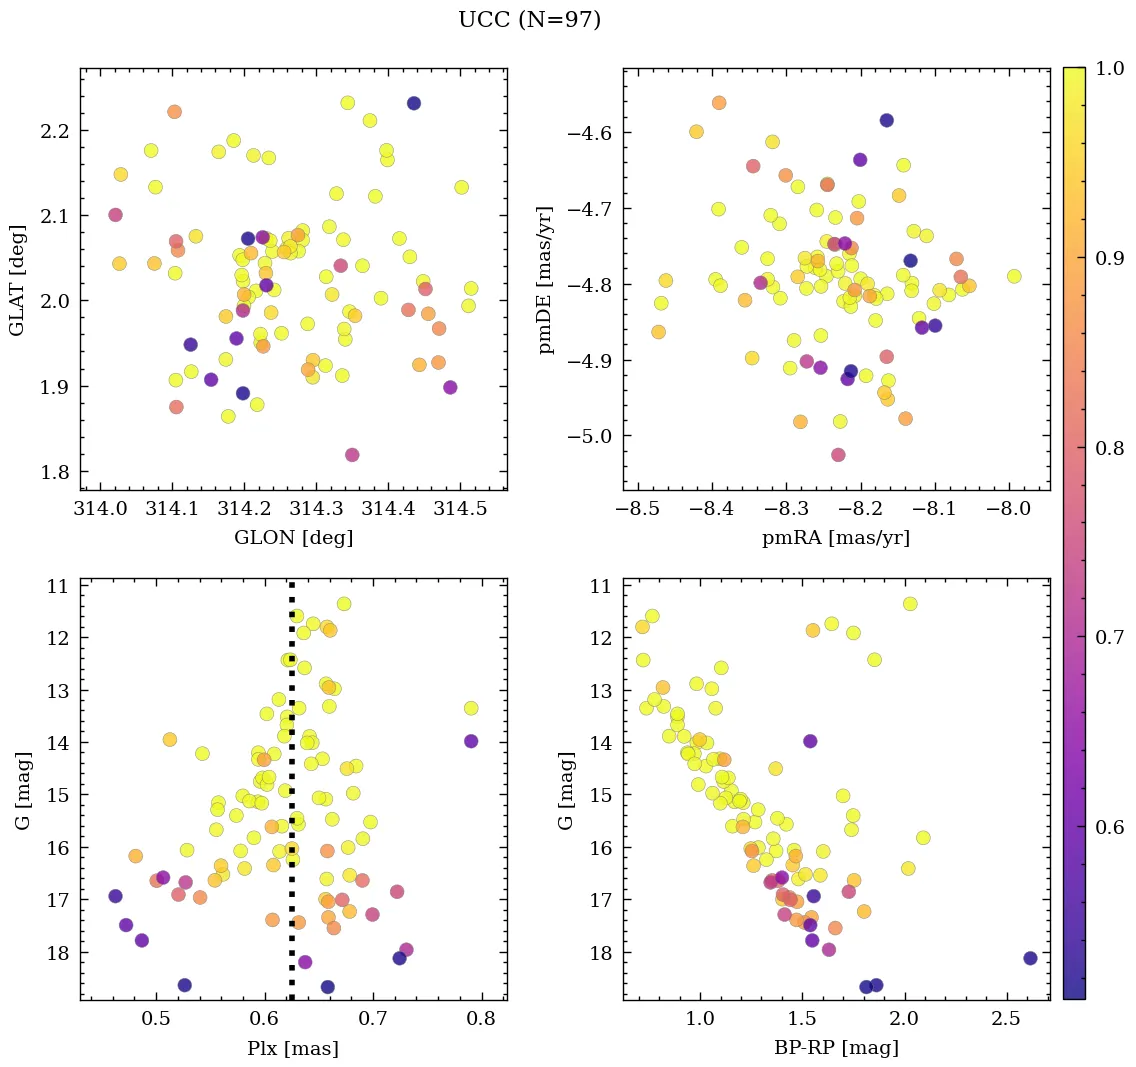 UCC (N=97)
2.2
2.1
2.0
1.9
1.8
GLAT [deg]
314.0 314.1 314.2 314.3 314.4 314.5
GLON [deg]
−4.6
−4.7
−4.8
−4.9
−5.0
pmDE [mas/yr]
−8.5 −8.4 −8.3 −8.2 −8.1 −8.0
pmRA [mas/yr]
1.0
0.9
0.8
0.7
0.6
11
12
13
14
15
16
17
18
G [mag]
0.5 0.6 0.7 0.8
Plx [mas]
11
12
13
14
15
16
17
18
G [mag]
1.0 1.5 2.0 2.5
BP-RP [mag]